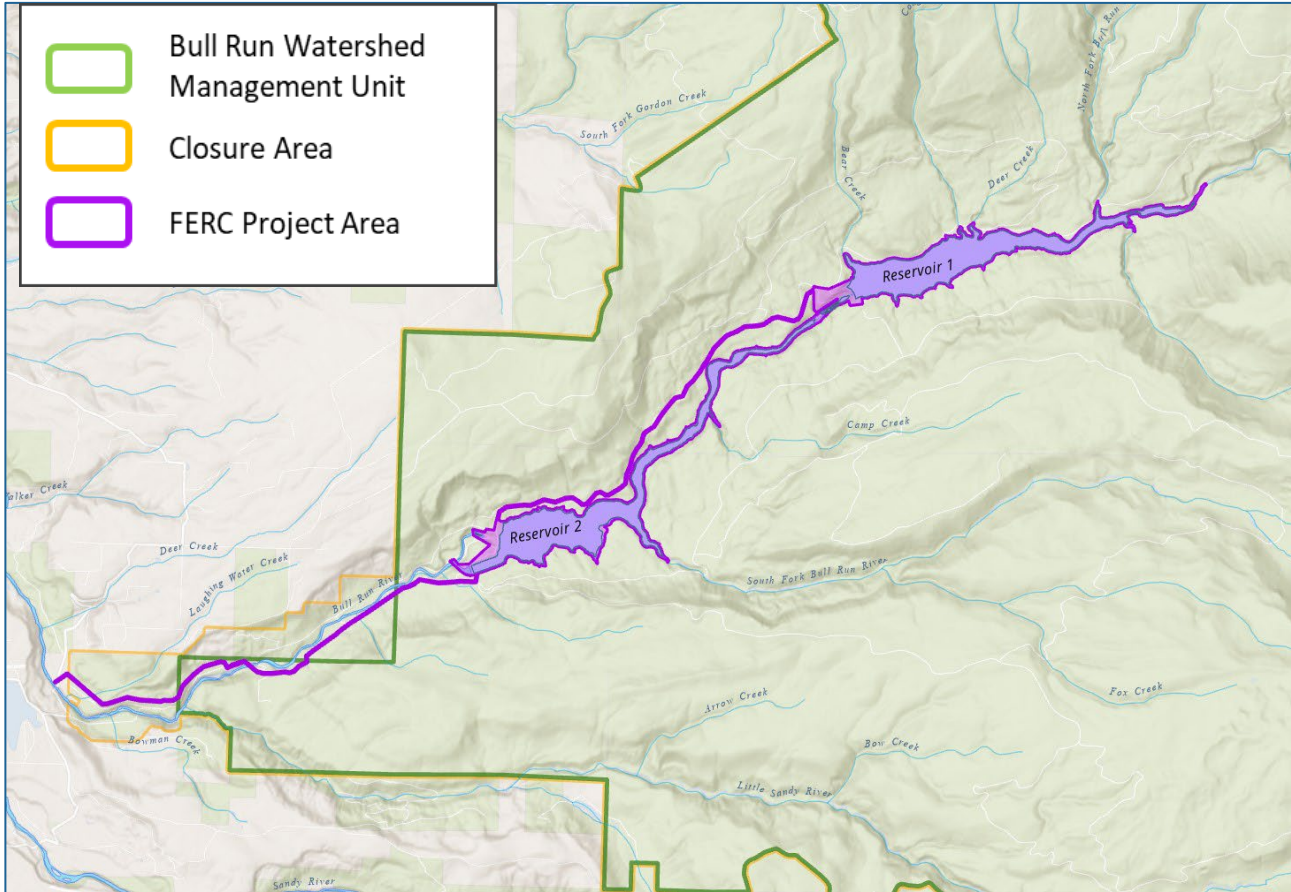 Bull Run Watershed
Management Unit
Closure Area
FERC Project Area
South Fork Gordon Creek
Bear Creek
Deer Creek
North Fork Bull Run
Reservoir 1
Camp Creek
Walker Creek
Deer Creek
Laughing Water Creek
Bull Run River
Reservoir 2
South Fork Bull Run River
Fox Creek
Arrow Creek
Bow Creek
Bowman Creek
Little Sandy River
Sandy River